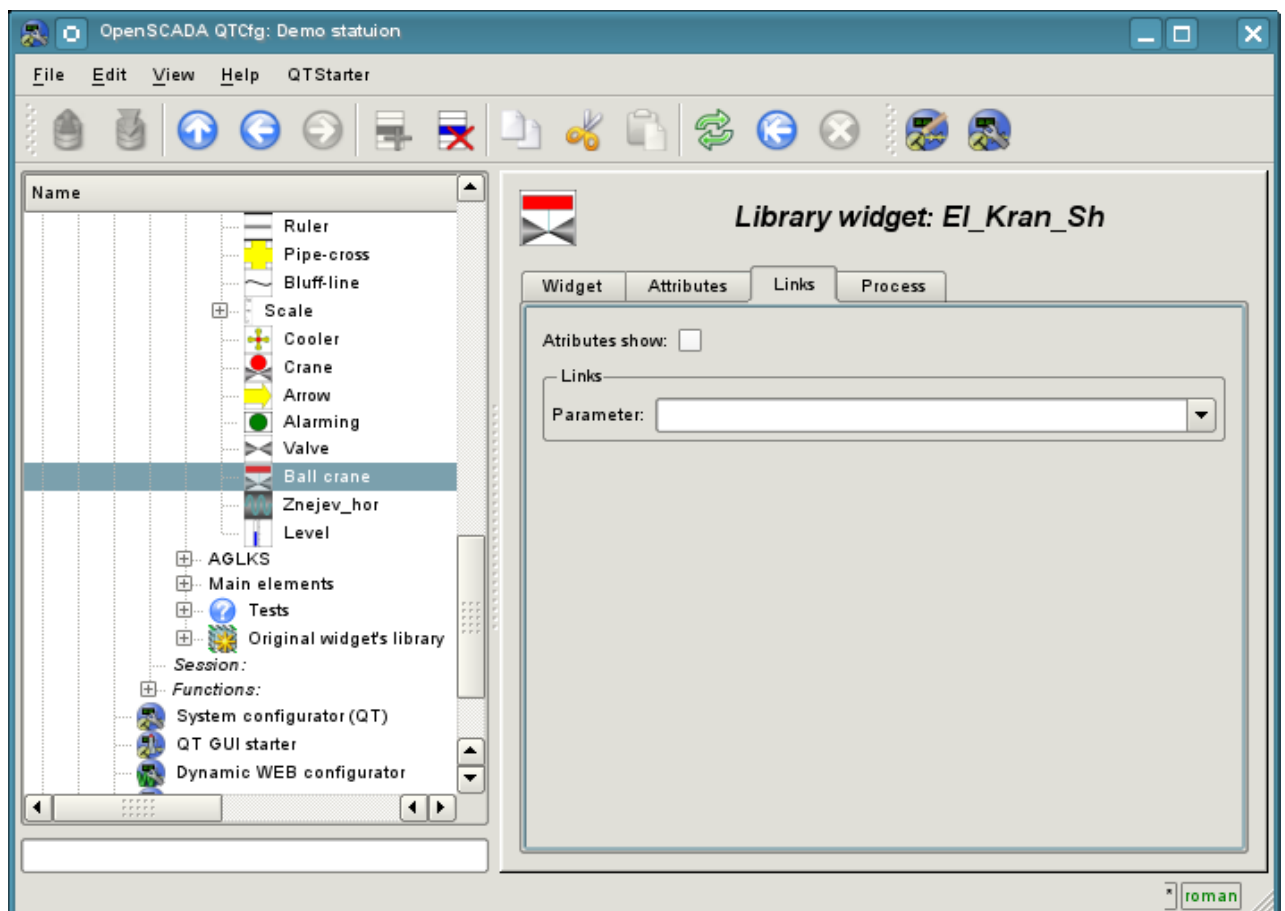 OpenSCADA QTCfg: Demo statuion
File Edit View Help QTStarter
Name
Ruler
Pipe-cross
Bluff-line
Scale
Cooler
Crane
Arrow
Alarming
Valve
Ball crane
Znejev_hor
Level
AGLKS
Main elements
Tests
Original widget's library
Session:
Functions:
System configurator (QT)
QT GUI starter
Dynamic WEB configurator
Library widget: El_Kran_Sh
Widget Attributes Links Process
Atributes show:
Links
Parameter:
* roman